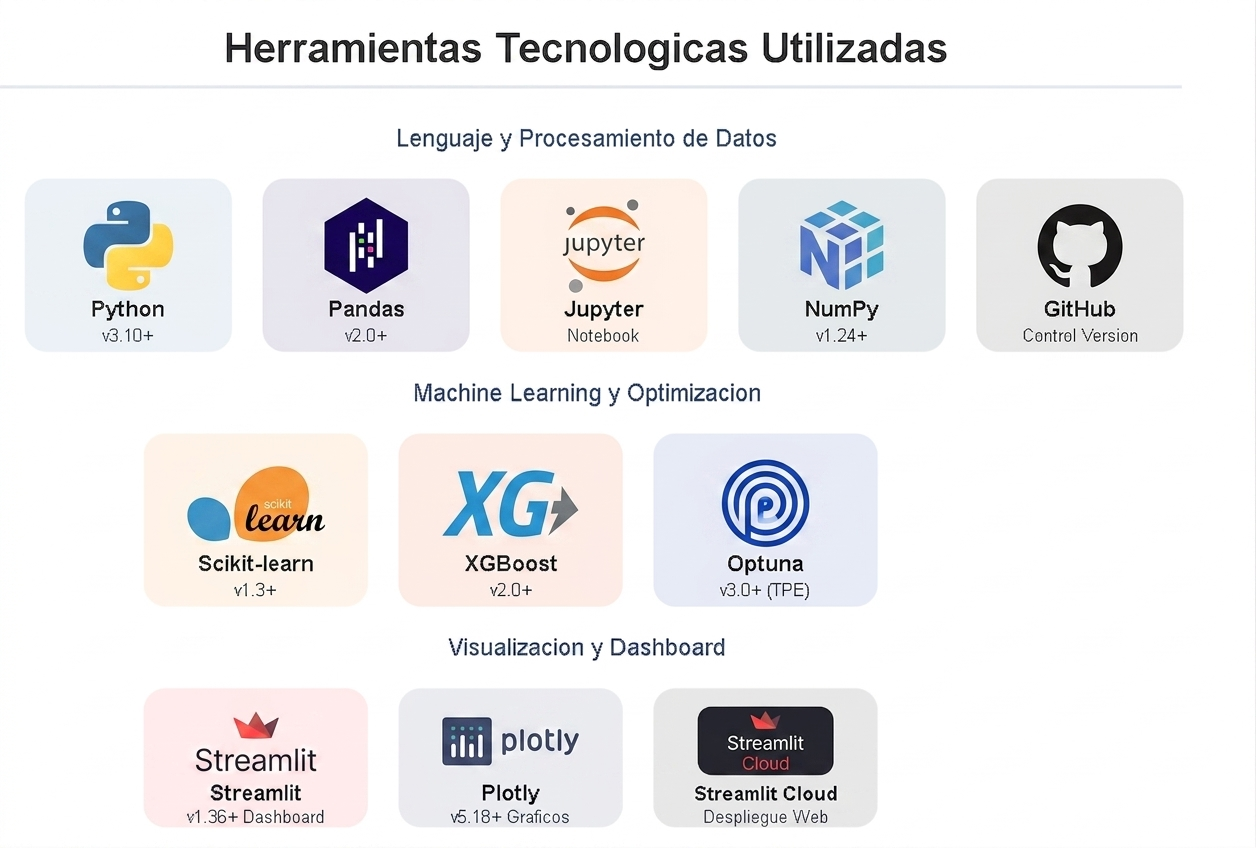 Herramientas Tecnologicas Utilizadas
Lenguaje y Procesamiento de Datos
jupyter
Python
Pandas
Jupyter
NumPy
GitHub
v3.10+
v2.0+
Notebook
v1.24+
Control Version
Machine Learning y Optimizacion
scikit
learn
XG
Scikit-learn
XGBoost
Optuna
v1.3+
v2.0+
v3.0+ (TPE)
Visualizacion y Dashboard
Streamlit
plotly
Streamlit
Cloud
Streamlit
Plotly
Streamlit Cloud
v1.36+ Dashboard
v5.18+ Graficos
Despliegue Web